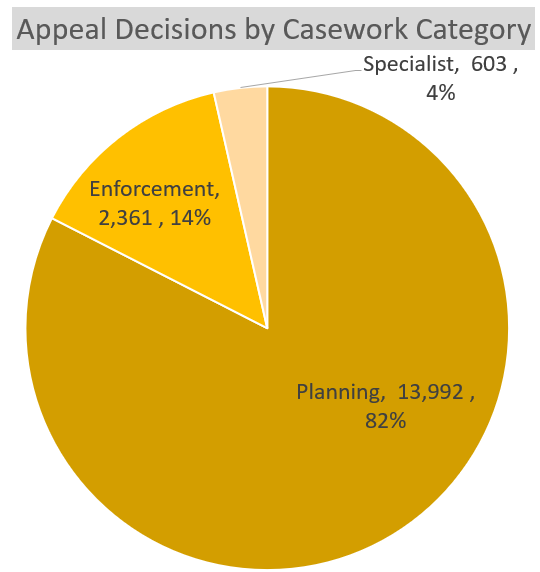 Appeal Decisions by Casework Category
Specialist, 603 ,
4%
Enforcement,
2,361 , 14%
Planning, 13,992 ,
82%